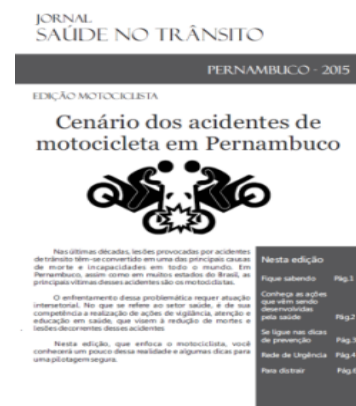 JORNAL
SAÚDE NO TRÂNSITO
PERNAMBUCO - 2015
EDIÇÃO MOTOCICLISTA
Cenário dos acidentes de
motocicleta em Pernambuco
Nas últimas décadas, lesões provocadas por acidentes
de trânsito têm-se convertido em uma das principais causas
de morte e incapacidades em todo o mundo. Em
Pernambuco, assim como em muitos estados do Brasil, as
principais vítimas desses acidentes são os motociclistas.
O enfrentamento dessa problemática requer atuação
intersetorial. No que se refere ao setor saúde, é de sua
competência a realização de ações de vigilância, atenção e
educação em saúde, que visem à redução de mortes e
lesões decorrentes desses acidentes
Nesta edição, que enfoca o motociclista, você
conhecerá um pouco dessa realidade e algumas dicas para
uma pilotagem segura.
Nesta edição
Fique sabendo Pág.1
Conheça as ações
que vêm sendo
desenvolvidas
pela saúde Pág.2
Se ligue nas dicas
de prevenção Pág.3
Rede de Urgência Pág.4
Para distrair Pág.6